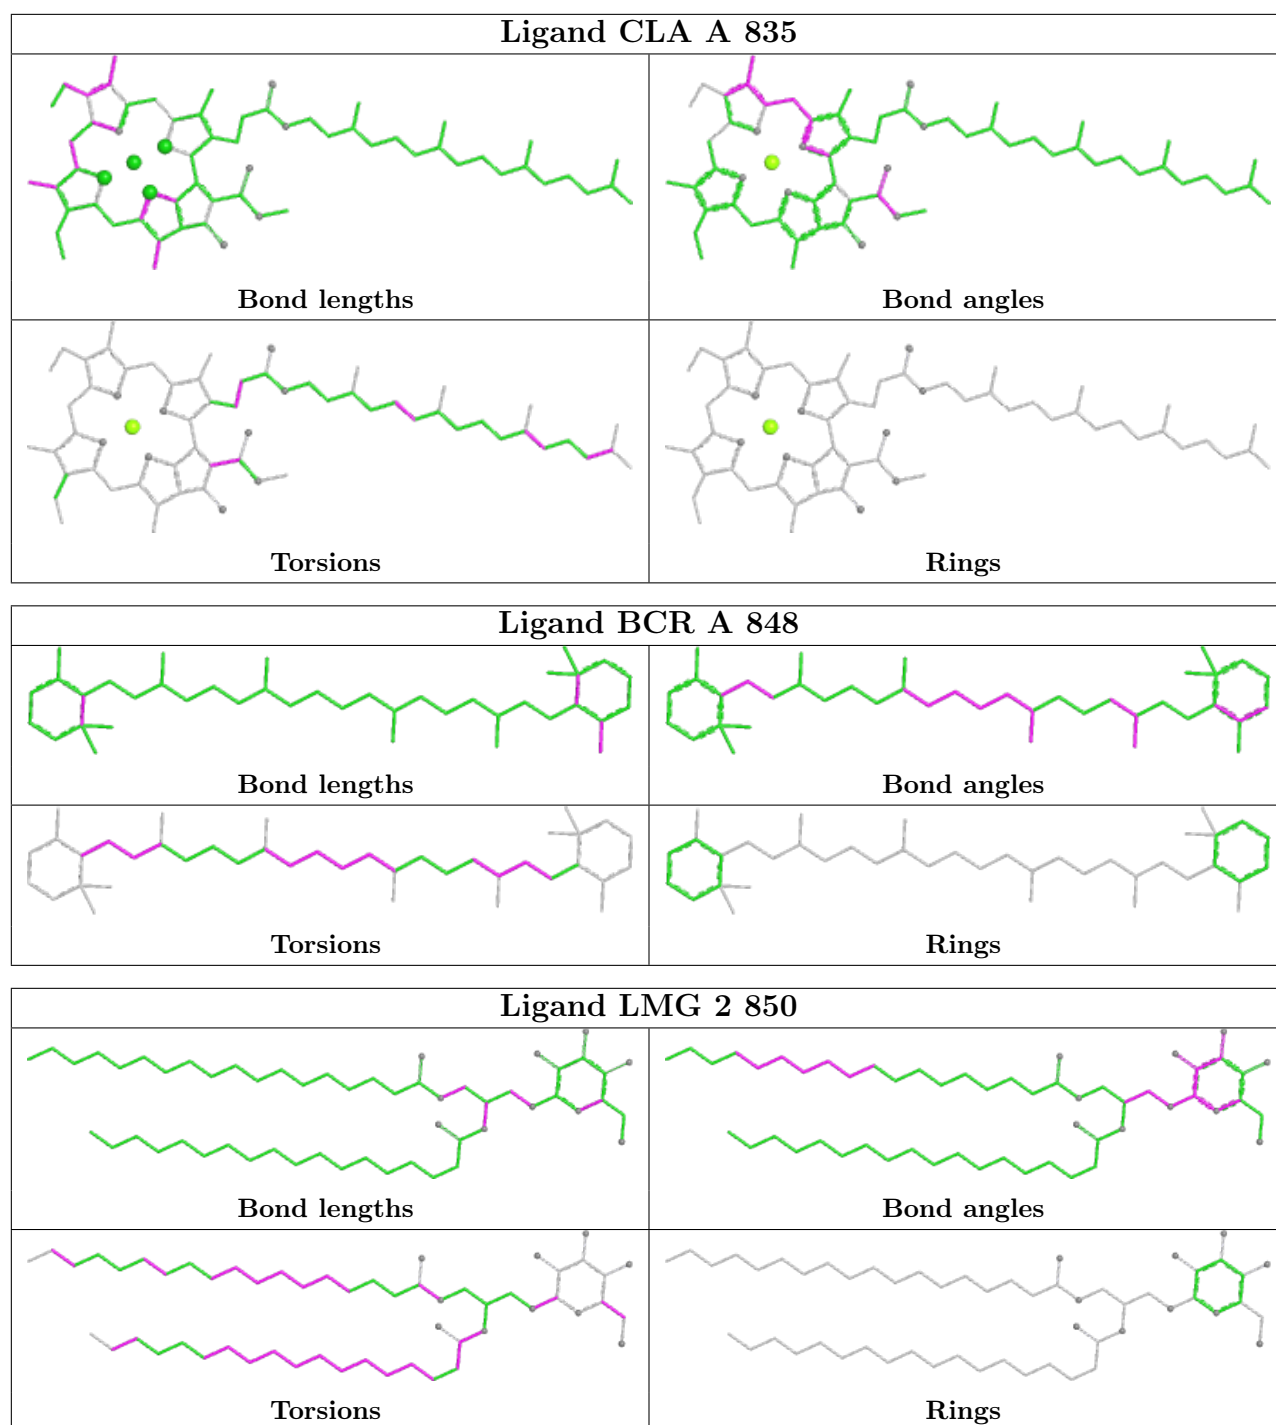 Ligand CLA A 835
Bond lengths
Bond angles
Torsions
Rings
Ligand BCR A 848
Bond lengths
Bond angles
Torsions
Rings
Ligand LMG 2 850
Bond lengths
Bond angles
Torsions
Rings